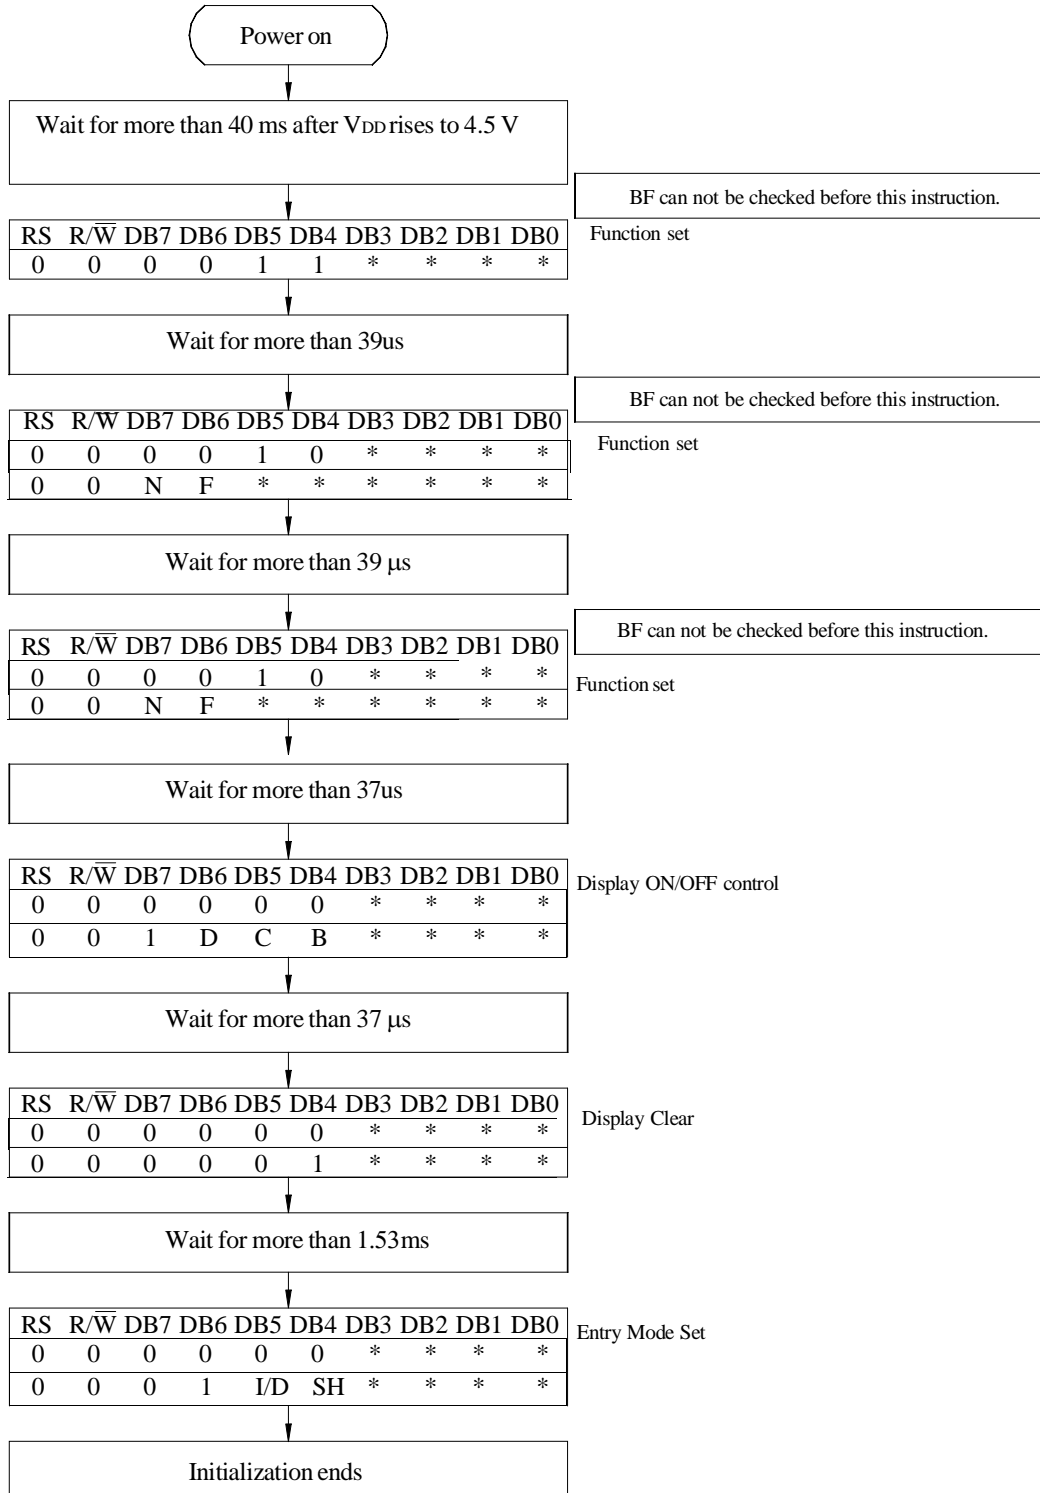 Power on
Wait for more than 40 ms after VDD rises to 4.5 V
BF can not be checked before this instruction.
RS R/W̅ DB7 DB6 DB5 DB4 DB3 DB2 DB1 DB0
Function set
0 0 0 0 1 1 * * * *
Wait for more than 39us
BF can not be checked before this instruction.
RS R/W DB7 DB6 DB5 DB4 DB3 DB2 DB1 DB0
Function set
0 0 0 0 1 0 * * * *
0 0 N F * * * * * *
Wait for more than 39 μs
BF can not be checked before this instruction.
RS R/W̅ DB7 DB6 DB5 DB4 DB3 DB2 DB1 DB0
0 0 0 0 1 0 * * * *
Function set
0 0 N F * * * * * *
Wait for more than 37us
RS R/W̅ DB7 DB6 DB5 DB4 DB3 DB2 DB1 DB0
Display ON/OFF control
0 0 0 0 0 0 * * * *
0 0 1 D C B * * * *
Wait for more than 37 μs
RS R/W̅ DB7 DB6 DB5 DB4 DB3 DB2 DB1 DB0
Display Clear
0 0 0 0 0 0 * * * *
0 0 0 0 0 1 * * * *
Wait for more than 1.53ms
RS R/W̅ DB7 DB6 DB5 DB4 DB3 DB2 DB1 DB0
Entry Mode Set
0 0 0 0 0 0 * * * *
0 0 0 1 I/D SH * * * *
Initialization ends